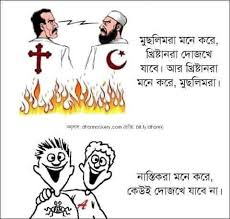 মুছলিমরা মনে করে,
খ্রিষ্টানরা দোজখে
যাবে। আর খ্রিষ্টানরা
মনে করে, মুছলিমরা।
নাস্তিকরা মনে করে,
কেউই দোজখে যাবে না।